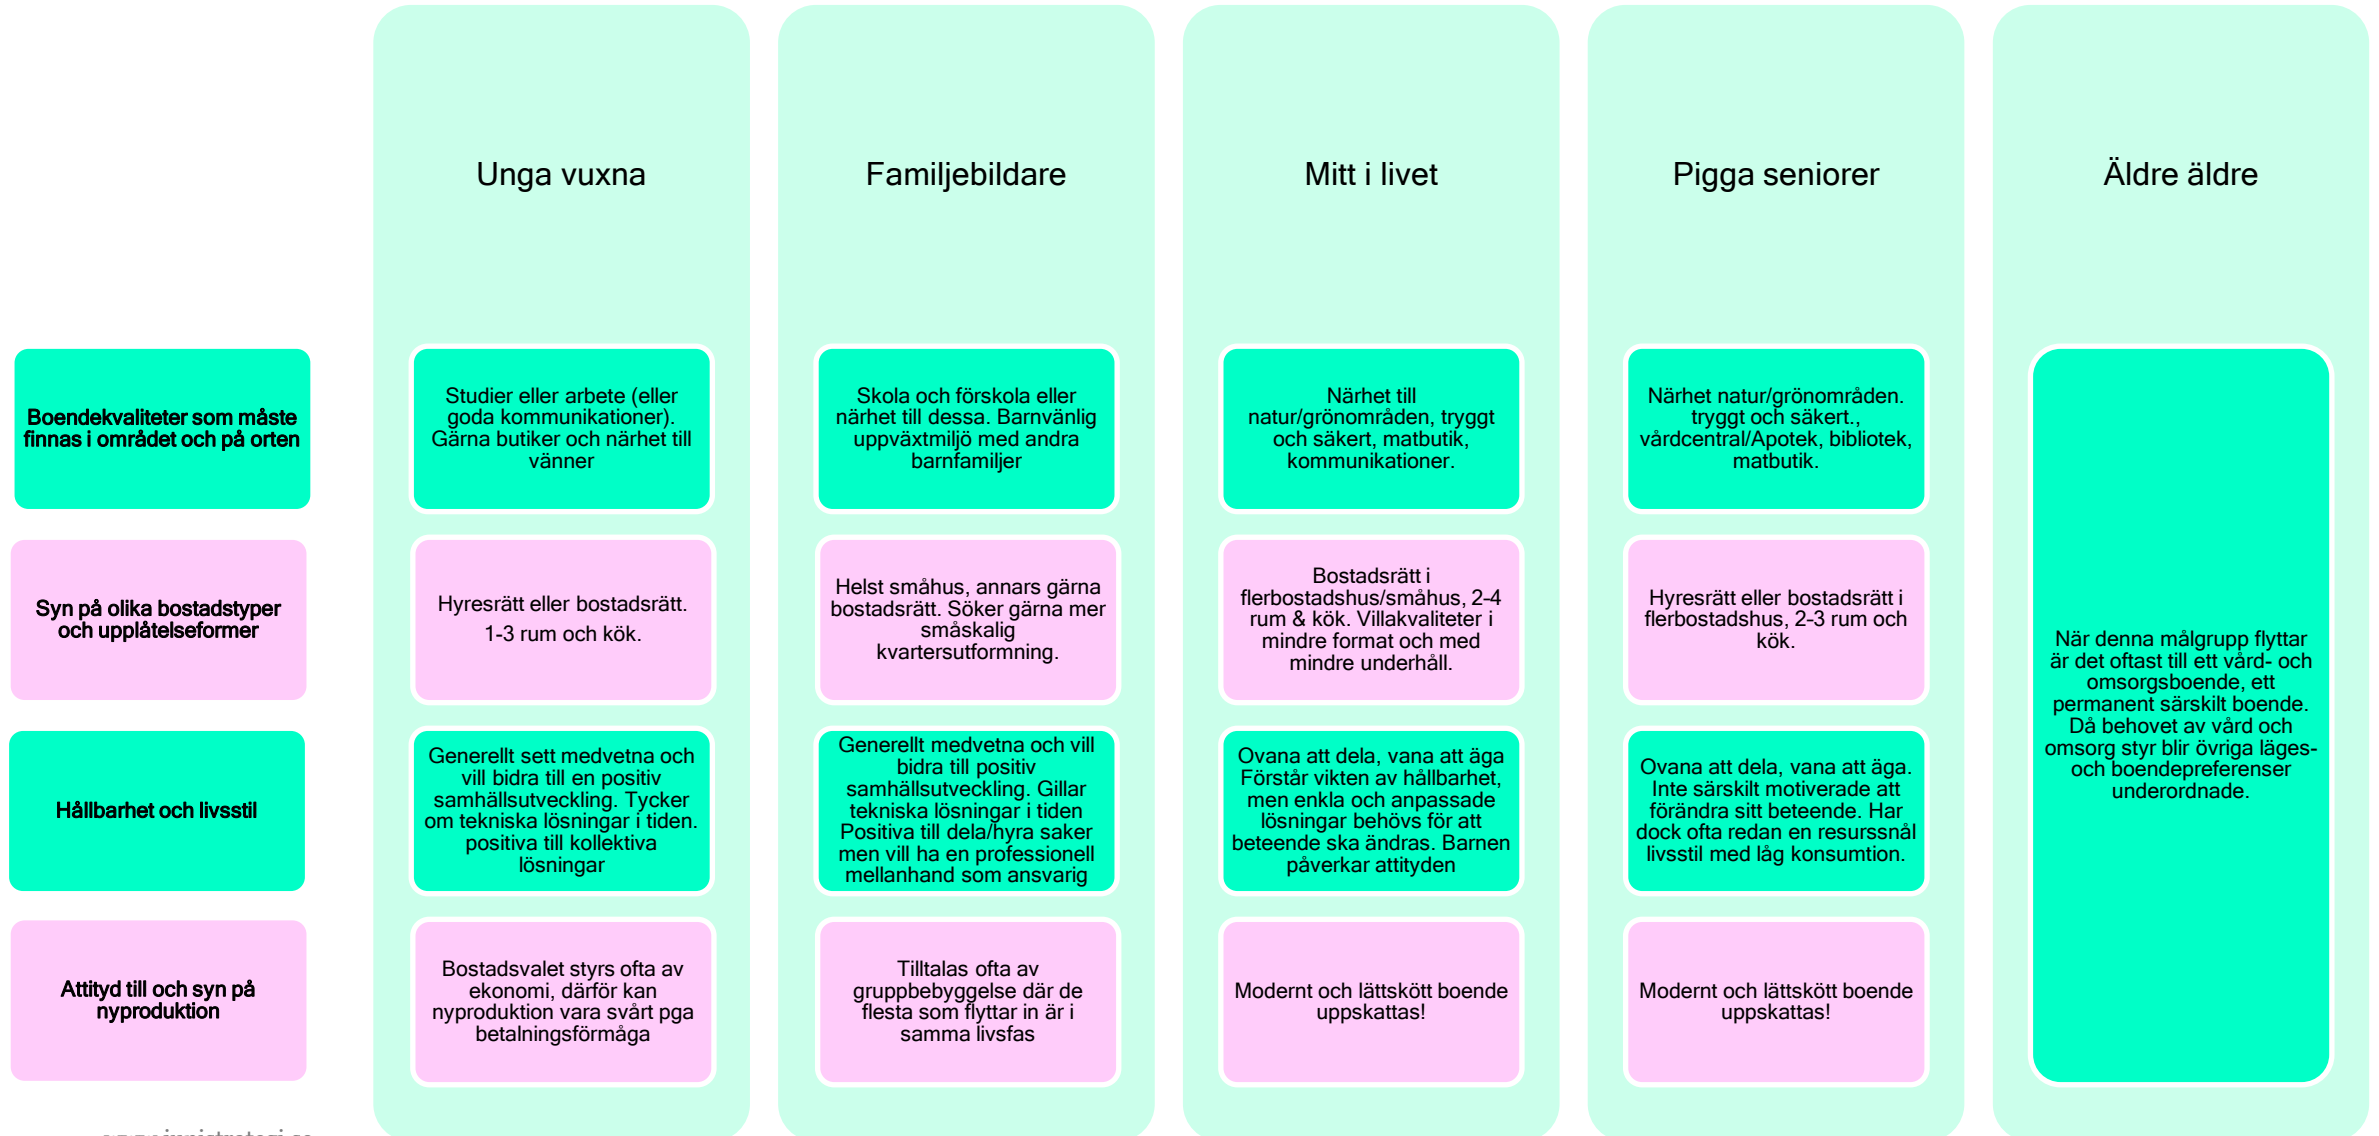 Unga vuxna
Familjebildare
Mitt i livet
Pigga seniorer
Äldre äldre
Boendekvaliteter som måste
finnas i området och på orten
Studier eller arbete (eller
goda kommunikationer).
Gärna butiker och närhet till
vänner
Skola och förskola eller
närhet till dessa. Barnvänlig
uppväxtmiljö med andra
barnfamiljer
Närhet till
natur/grönområden, tryggt
och säkert, matbutik,
kommunikationer.
Närhet natur/grönområden.
tryggt och säkert.,
vårdcentral/Apotek, bibliotek,
matbutik.
Syn på olika bostadstyper
och upplåtelseformer
Hyresrätt eller bostadsrätt.
1-3 rum och kök.
Helst småhus, annars gärna
bostadsrätt. Söker gärna mer
småskalig
kvartersutformning.
Bostadsrätt i
flerbostadshus/småhus, 2-4
rum & kök. Villakvaliteter i
mindre format och med
mindre underhåll.
Hyresrätt eller bostadsrätt i
flerbostadshus, 2-3 rum och
kök.
När denna målgrupp flyttar
är det oftast till ett vård- och
omsorgsboende, ett
permanent särskilt boende.
Då behovet av vård och
omsorg styr blir övriga läges-
och boendepreferenser
underordnade.
Hållbarhet och livsstil
Generellt sett medvetna och
vill bidra till en positiv
samhällsutveckling. Tycker
om tekniska lösningar i tiden.
positiva till kollektiva
lösningar
Generellt medvetna och vill
bidra till positiv
samhällsutveckling. Gillar
tekniska lösningar i tiden
Positiva till dela/hyra saker
men vill ha en professionell
mellanhand som ansvarig
Ovana att dela, vana att äga
Förstår vikten av hållbarhet,
men enkla och anpassade
lösningar behövs för att
beteende ska ändras. Barnen
påverkar attityden
Ovana att dela, vana att äga.
Inte särskilt motiverade att
förändra sitt beteende. Har
dock ofta redan en resurssnål
livsstil med låg konsumtion.
Attityd till och syn på
nyproduktion
Bostadsvalet styrs ofta av
ekonomi, därför kan
nyproduktion vara svårt pga
betalningsförmåga
Tilltalas ofta av
gruppbebyggelse där de
flesta som flyttar in är i
samma livsfas
Modernt och lättskött boende
uppskattas!
Modernt och lättskött boende
uppskattas!